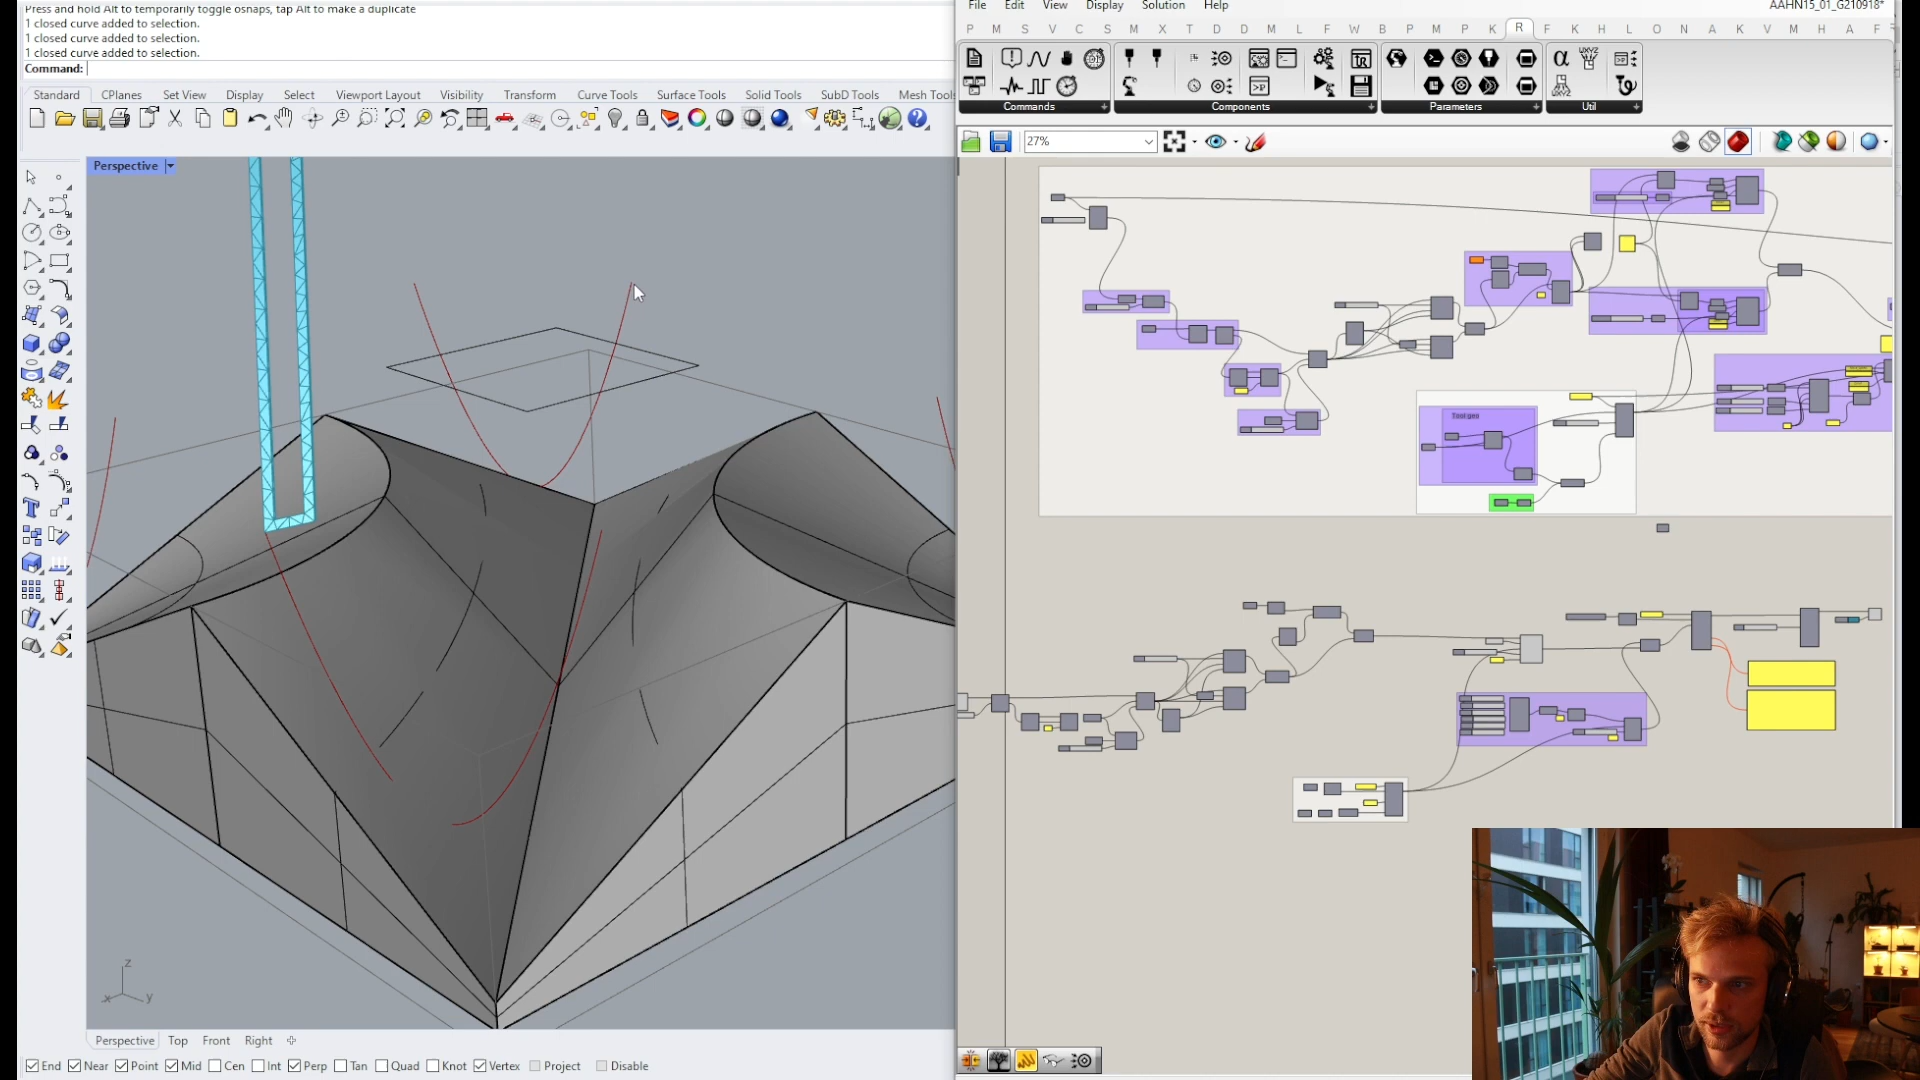 Press and hold Alt to temporarily toggle osnaps, tap Alt to make a duplicate
1 closed curve added to selection.
1 closed curve added to selection.
1 closed curve added to selection.
Command:
Standard CPlanes Set View Display Select Viewport Layout Visibility Transform Curve Tools Surface Tools Solid Tools SubD Tools Mesh Tools
Perspective
z
x y
Perspective Top Front Right
End Near Point Mid Cen Int Perp Tan Quad Knot Vertex Project Disable
File Edit View Display Solution Help
AAHN15_01_G210918*
P M S V C S M X T D D M L F W B P M P K R F K H L O N A K V M H A F
Commands Components Parameters Util
27%